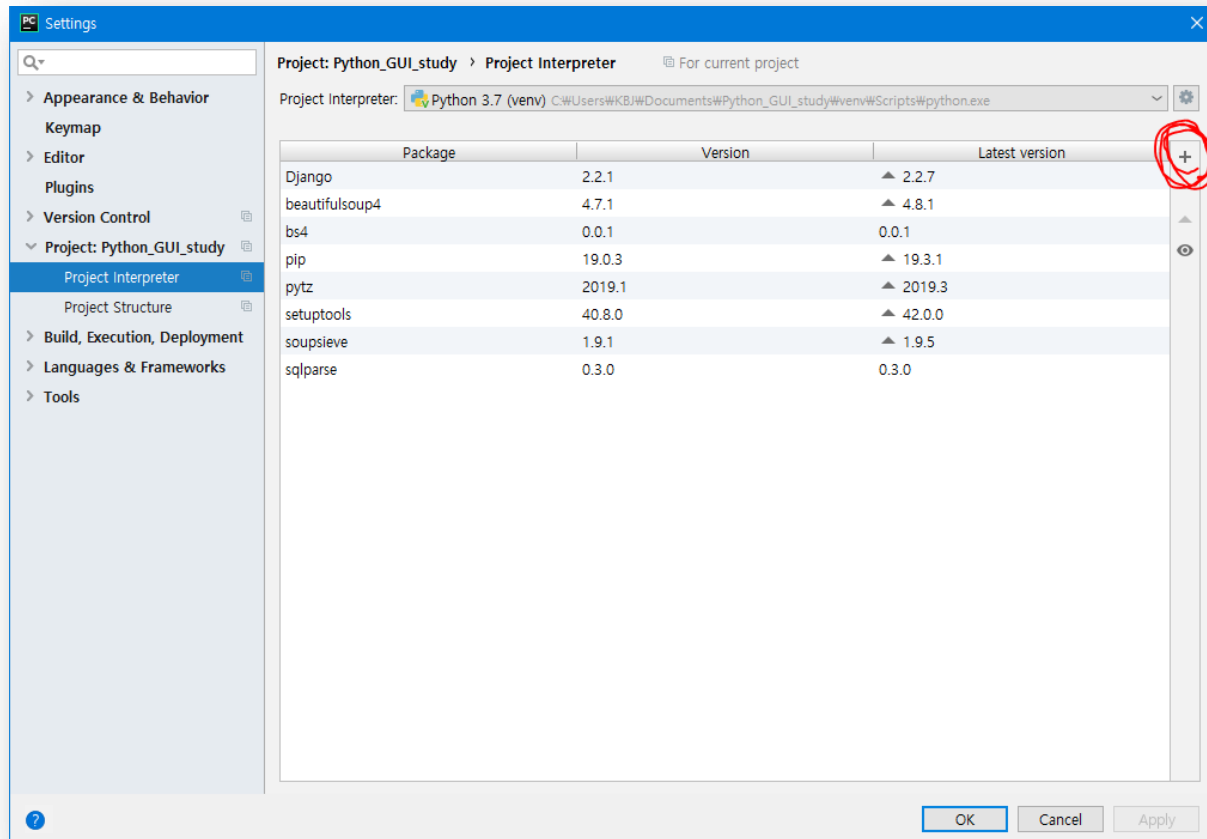 PC Settings
Project: Python_GUI_study › Project Interpreter For current project
Project Interpreter: Python 3.7 (venv) C:₩Users₩KBJ₩Documents₩Python_GUI_study₩venv₩Scripts₩python.exe
Appearance & Behavior
Keymap
Editor
Plugins
Version Control
Project: Python_GUI_study
Project Interpreter
Project Structure
Build, Execution, Deployment
Languages & Frameworks
Tools
Package Version Latest version
Django 2.2.1 2.2.7
beautifulsoup4 4.7.1 4.8.1
bs4 0.0.1 0.0.1
pip 19.0.3 19.3.1
pytz 2019.1 2019.3
setuptools 40.8.0 42.0.0
soupsieve 1.9.1 1.9.5
sqlparse 0.3.0 0.3.0
? OK Cancel Apply